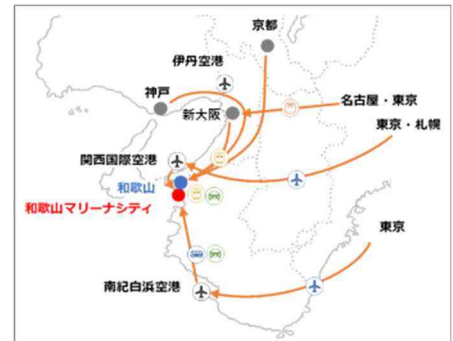 京都
伊丹空港
神戸
新大阪
名古屋・東京
東京・札幌
関西国際空港
和歌山
和歌山マリーナシティ
東京
南紀白浜空港